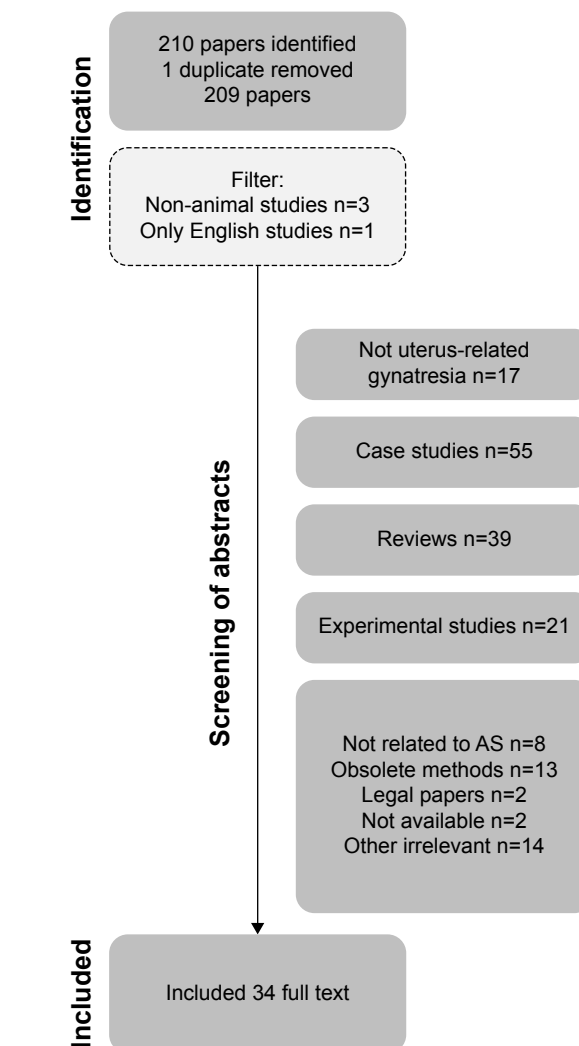 Identification
210 papers identified
1 duplicate removed
209 papers
Filter:
Non-animal studies n=3
Only English studies n=1
Screening of abstracts
Not uterus-related
gynatresia n=17
Case studies n=55
Reviews n=39
Experimental studies n=21
Not related to AS n=8
Obsolete methods n=13
Legal papers n=2
Not available n=2
Other irrelevant n=14
Included
Included 34 full text